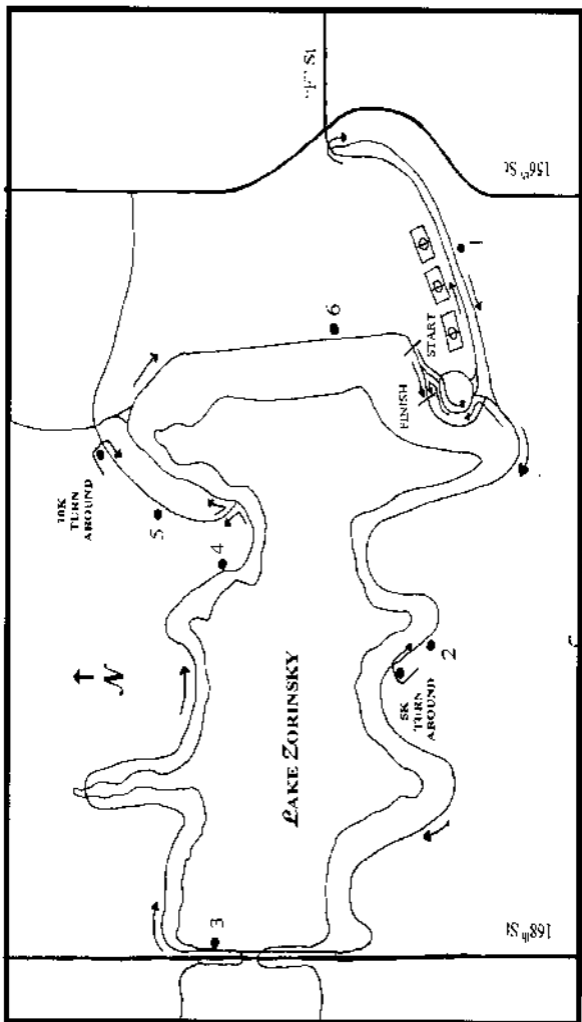 "F" St
156th St
1
START
FINISH
6
10K
TURN
AROUND
5
4
N
2
5K
TURN
AROUND
LAKE ZORINSKY
3
168th St